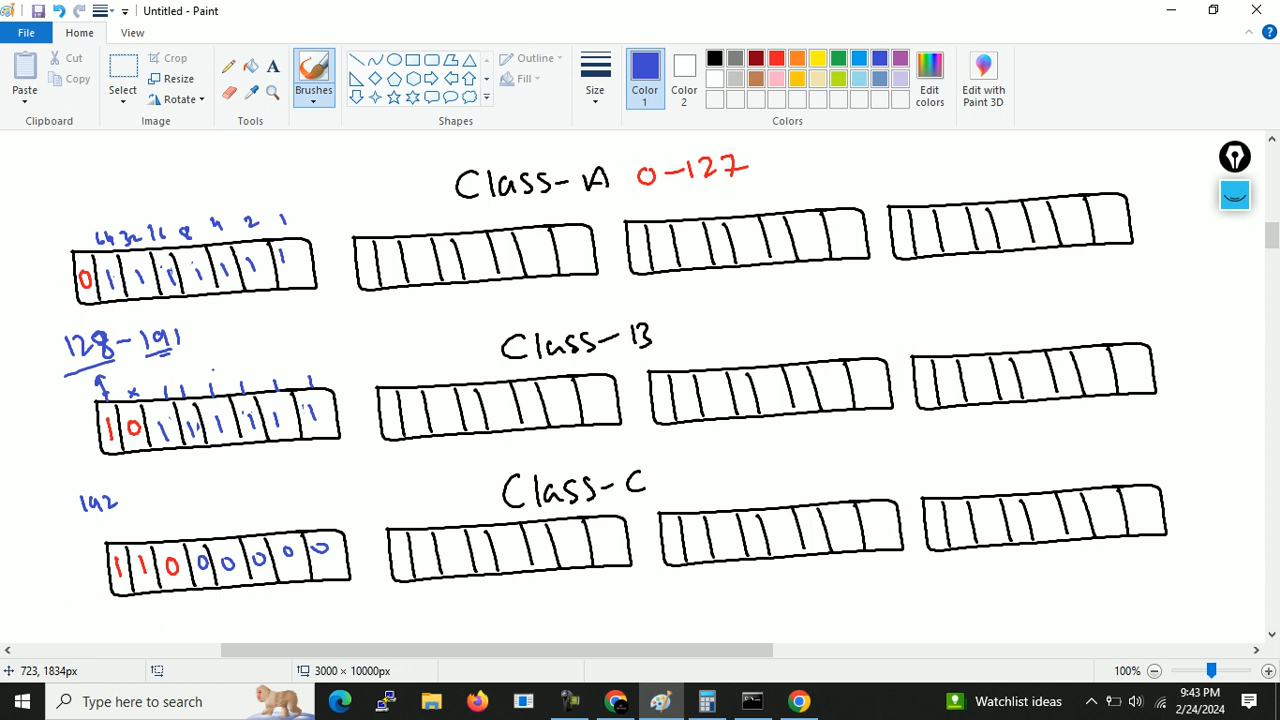 Untitled - Paint
File Home View
Paste Cut Copy Clipboard
Select Crop Resize Rotate Image
A Tools
Brushes
Shapes Outline Fill
Size
Color 1 Color 2 Edit colors Colors
Edit with Paint 3D
Class-A 0-127
64 32 16 8 4 2 1
0 1 1 1 1 1 1 1
128-191 Class-B
1 0 1 1 1 1 1 1
192 Class-C
1 1 0 0 0 0 0 0
723, 1834px 3000 × 10000px 100%
Type here to search
Watchlist ideas
9:43 PM
2/24/2024